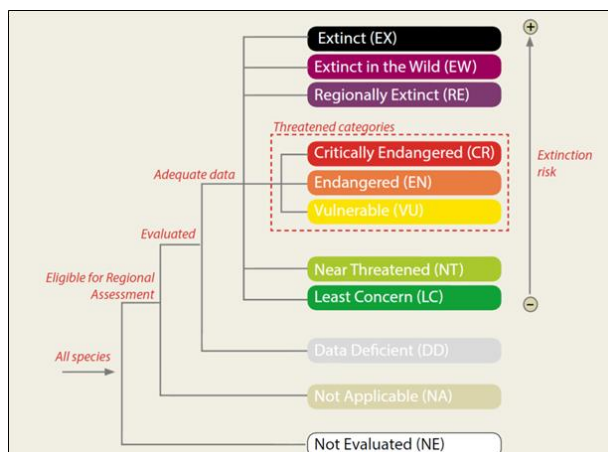 Extinct (EX)
Extinct in the Wild (EW)
Regionally Extinct (RE)
Threatened categories
Critically Endangered (CR)
Extinction
risk
Adequate data
Endangered (EN)
Vulnerable (VU)
Evaluated
Near Threatened (NT)
Eligible for Regional
Assessment
Least Concern (LC)
Data Deficient (DD)
All species
Not Applicable (NA)
Not Evaluated (NE)